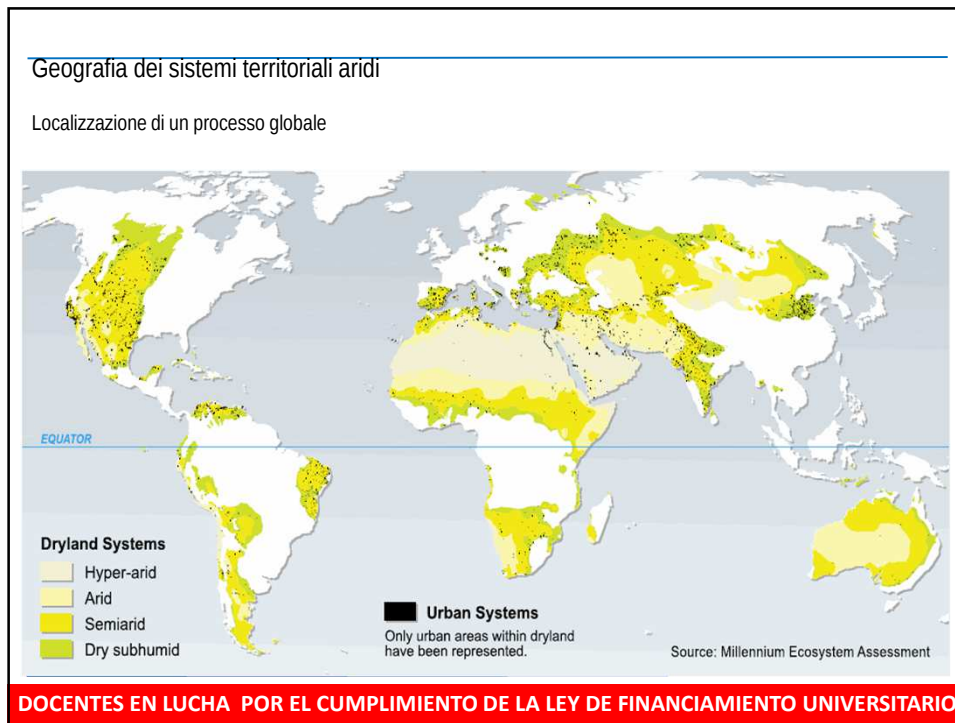 Geografia dei sistemi territoriali aridi
Localizzazione di un processo globale
EQUATOR
Dryland Systems
Hyper-arid
Arid
Semiarid
Dry subhumid
Urban Systems
Only urban areas within dryland
have been represented.
Source: Millennium Ecosystem Assessment
DOCENTES EN LUCHA POR EL CUMPLIMIENTO DE LA LEY DE FINANCIAMIENTO UNIVERSITARIO